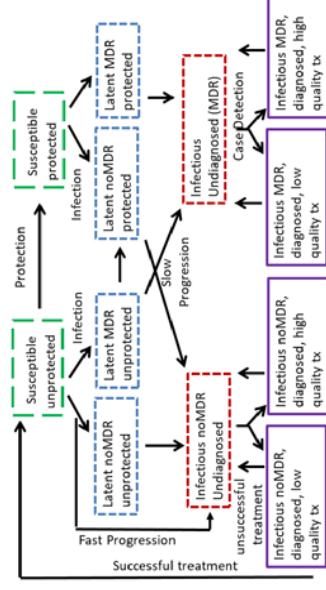 Susceptible
unprotected
Protection
Susceptible
protected
Infection
Infection
Latent noMDR
unprotected
Latent MDR
unprotected
Latent noMDR
protected
Latent MDR
protected
Fast Progression
Slow
Progression
Infectious noMDR
Undiagnosed
Infectious
Undiagnosed (MDR)
unsuccessful
treatment
Case Detection
Successful treatment
Infectious noMDR,
diagnosed, low
quality tx
Infectious noMDR,
diagnosed, high
quality tx
Infectious MDR,
diagnosed, low
quality tx
Infectious MDR,
diagnosed, high
quality tx